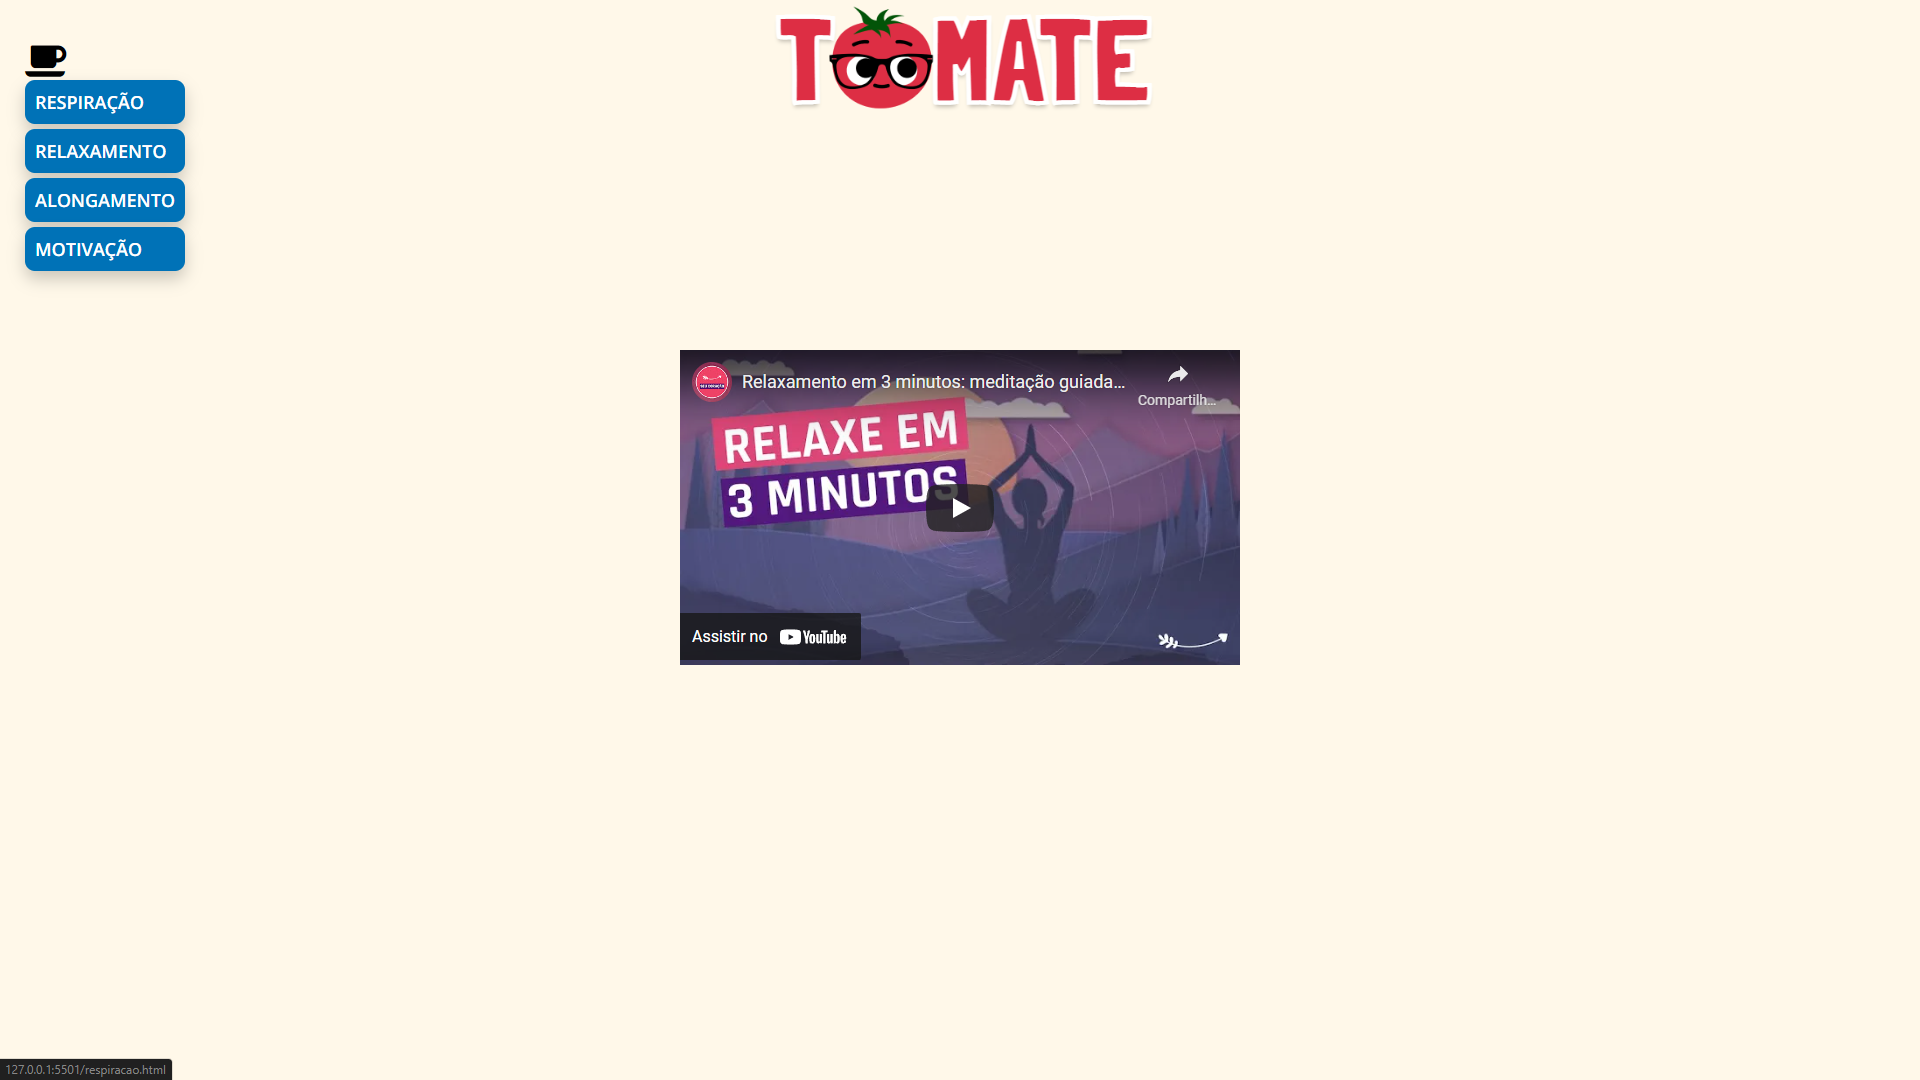 TOMATE
RESPIRAÇÃO
RELAXAMENTO
ALONGAMENTO
MOTIVAÇÃO
Relaxamento em 3 minutos: meditação guiada...
Compartilh...
RELAXE EM
3 MINUTOS
Assistir no YouTube
127.0.0.1:5501/respiracao.html